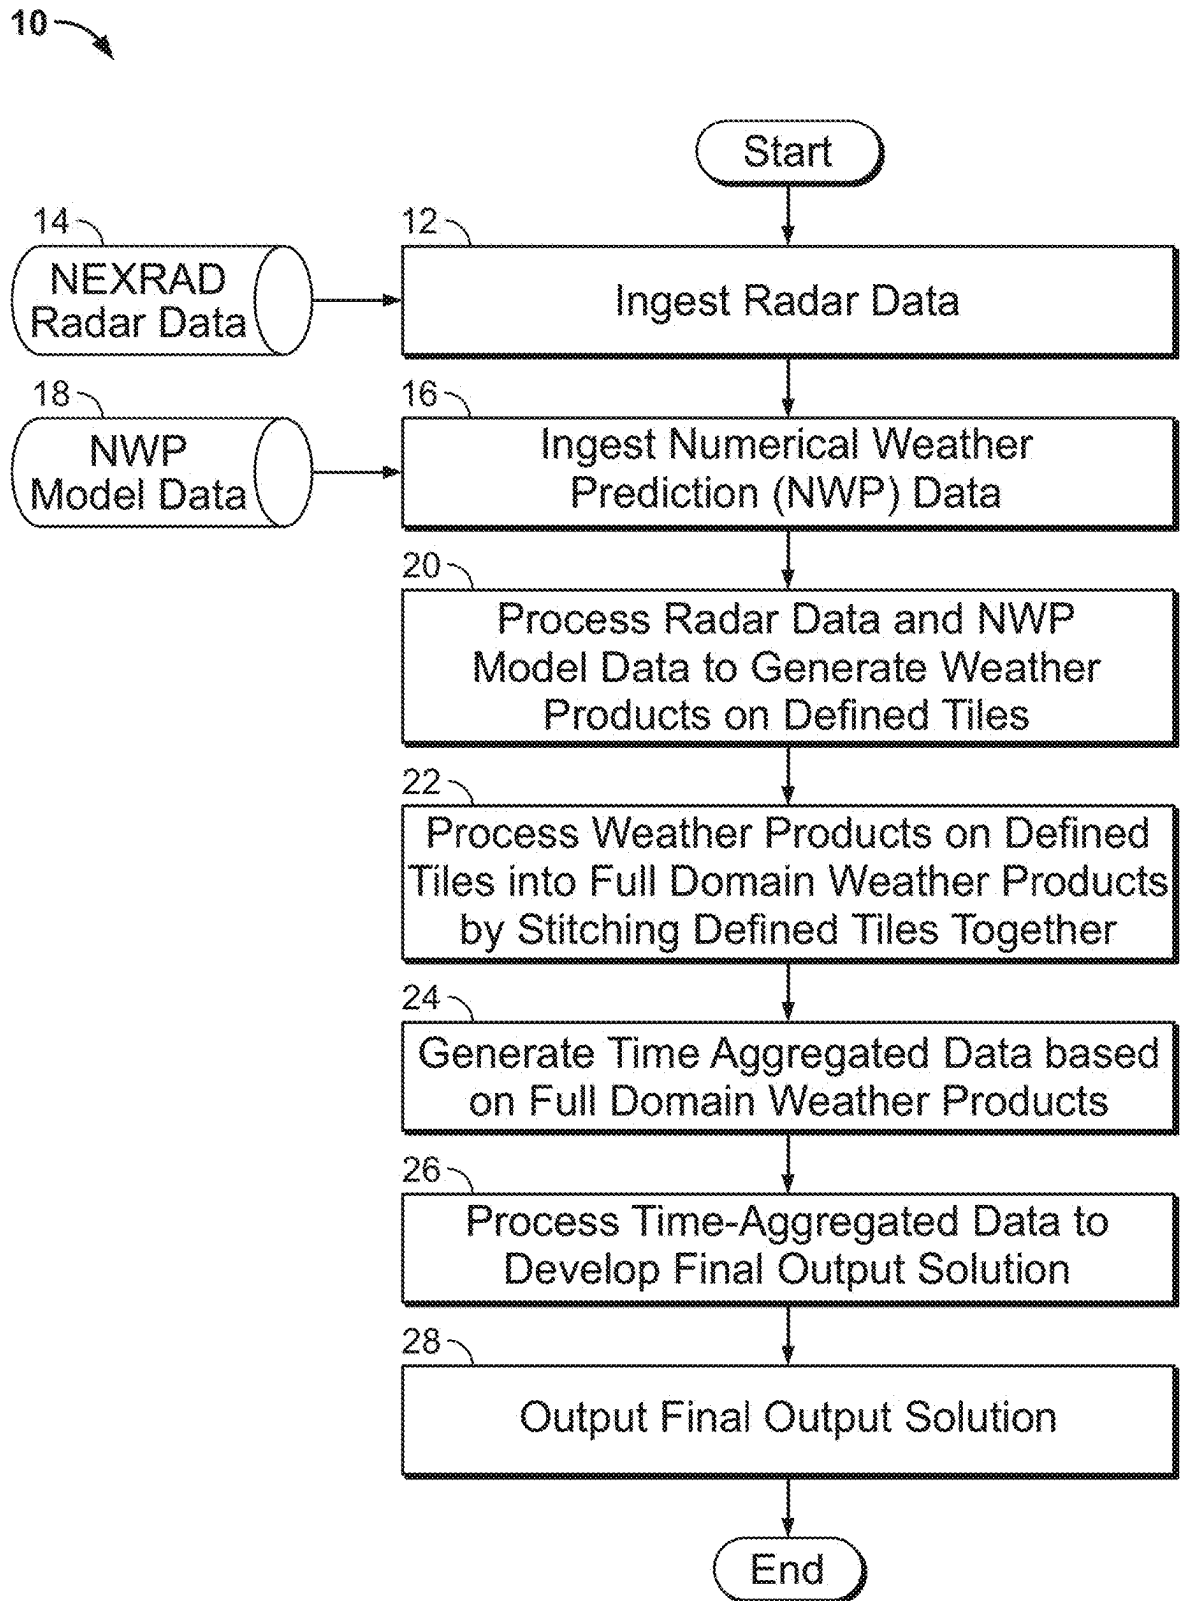 10
Start
14
NEXRAD
Radar Data
12
Ingest Radar Data
18
NWP
Model Data
16
Ingest Numerical Weather
Prediction (NWP) Data
20
Process Radar Data and NWP
Model Data to Generate Weather
Products on Defined Tiles
22
Process Weather Products on Defined
Tiles into Full Domain Weather Products
by Stitching Defined Tiles Together
24
Generate Time Aggregated Data based
on Full Domain Weather Products
26
Process Time-Aggregated Data to
Develop Final Output Solution
28
Output Final Output Solution
End